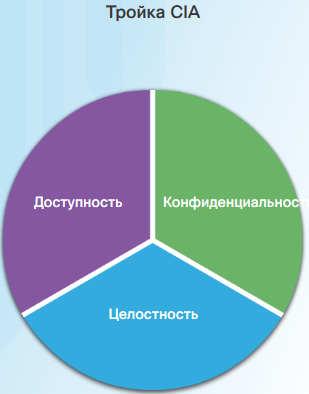 Тройка CIA
Доступность
Конфиденциальност
Целостность